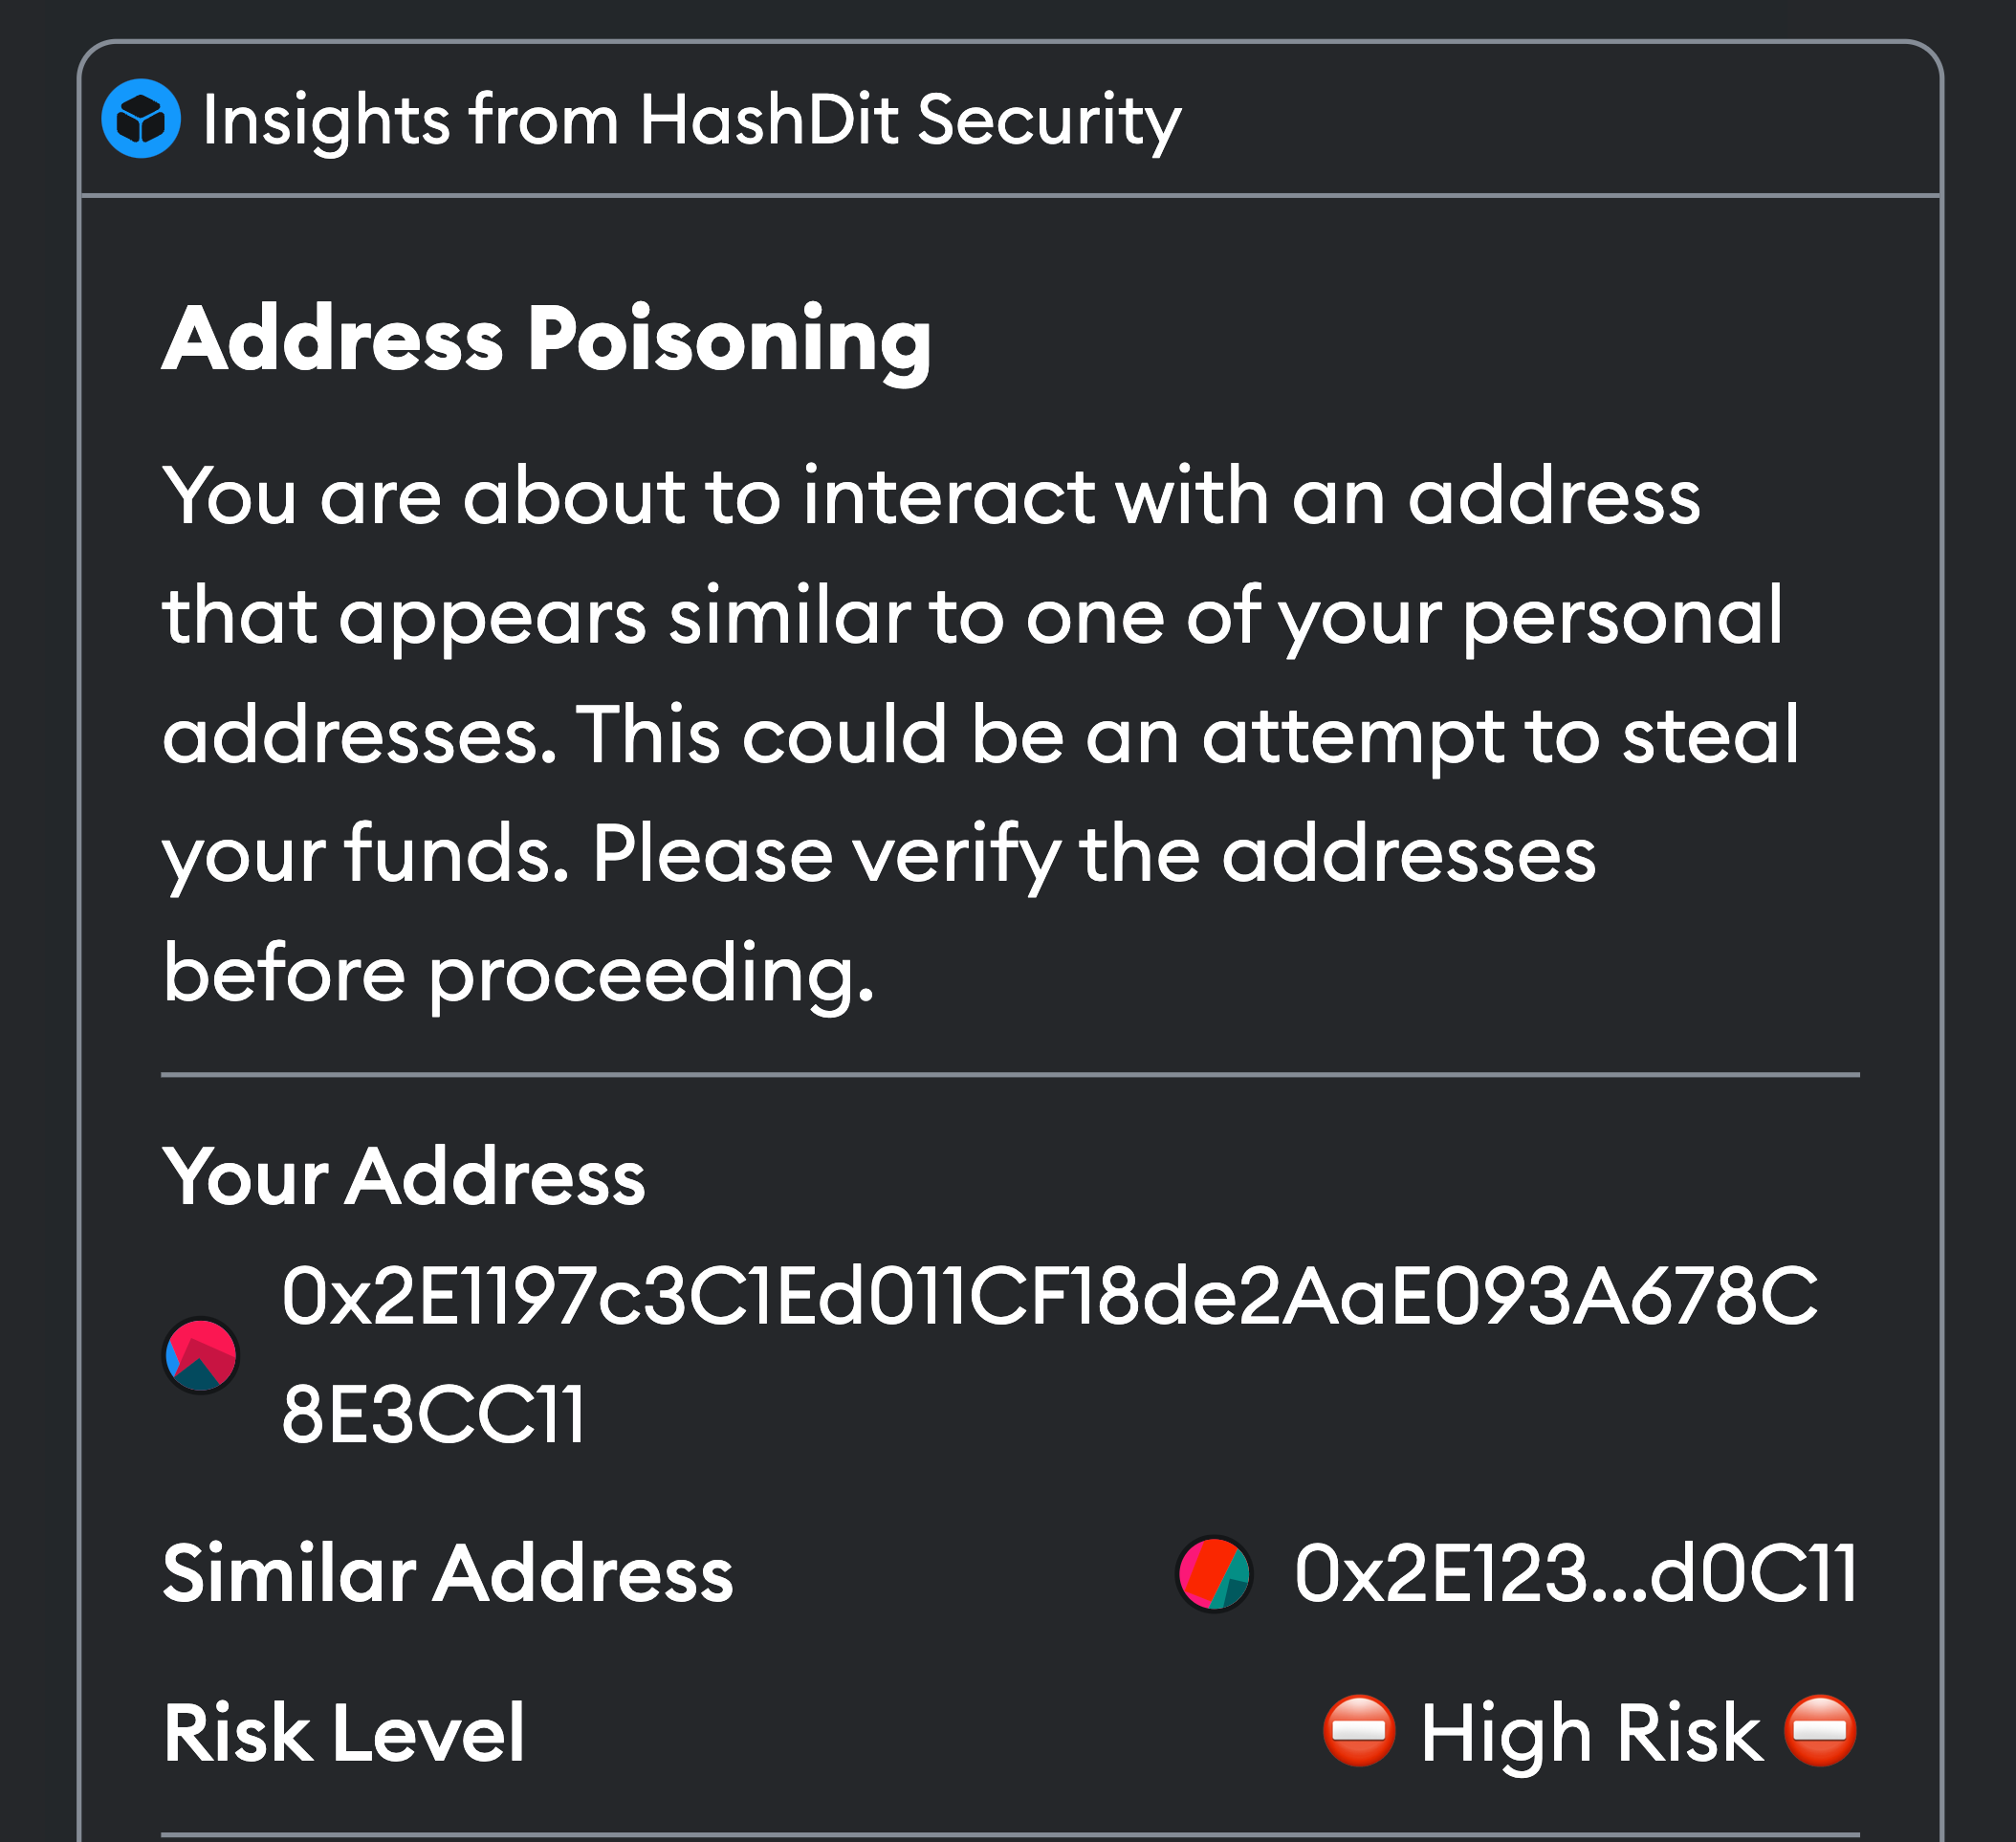 Insights from HashDit Security
Address Poisoning
You are about to interact with an address
that appears similar to one of your personal
addresses. This could be an attempt to steal
your funds. Please verify the addresses
before proceeding.
Your Address
0x2E1197c3C1Ed011CF18de2AaE093A678C
8E3CC11
Similar Address 0x2E123...d0C11
Risk Level ⛔ High Risk ⛔